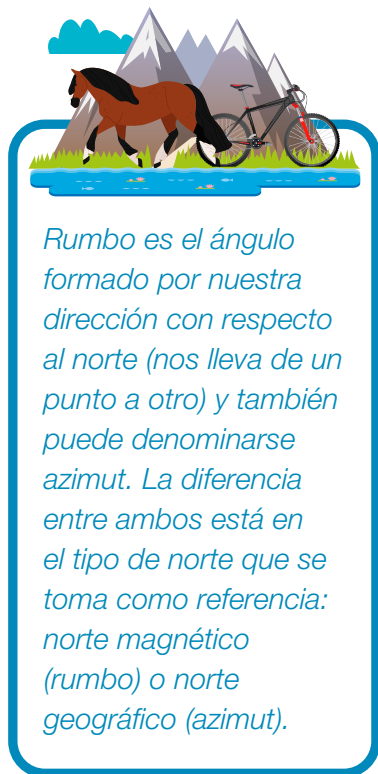 Rumbo es el ángulo
formado por nuestra
dirección con respecto
al norte (nos lleva de un
punto a otro) y también
puede denominarse
azimut. La diferencia
entre ambos está en
el tipo de norte que se
toma como referencia:
norte magnético
(rumbo) o norte
geográfico (azimut).